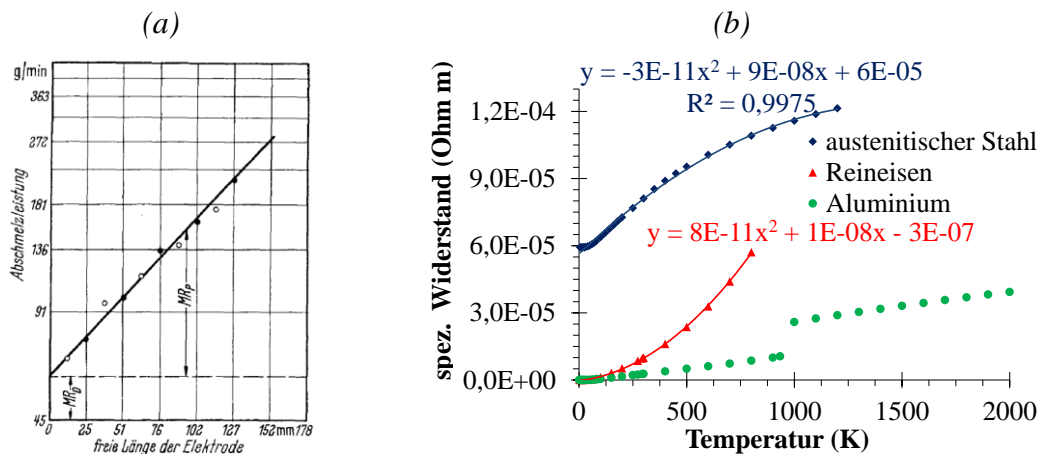 (a)
g/min
363
272
181
136
91
45
Abschmelzleistung
MR_P
MR_0
0 25 51 76 102 127 152 mm 178
freie Länge der Elektrode
(b)
y = -3E-11x² + 9E-08x + 6E-05
R² = 0,9975
austenitischer Stahl
Reineisen
Aluminium
y = 8E-11x² + 1E-08x - 3E-07
1,2E-04
9,0E-05
6,0E-05
3,0E-05
0,0E+00
spez. Widerstand (Ohm m)
0 500 1000 1500 2000
Temperatur (K)